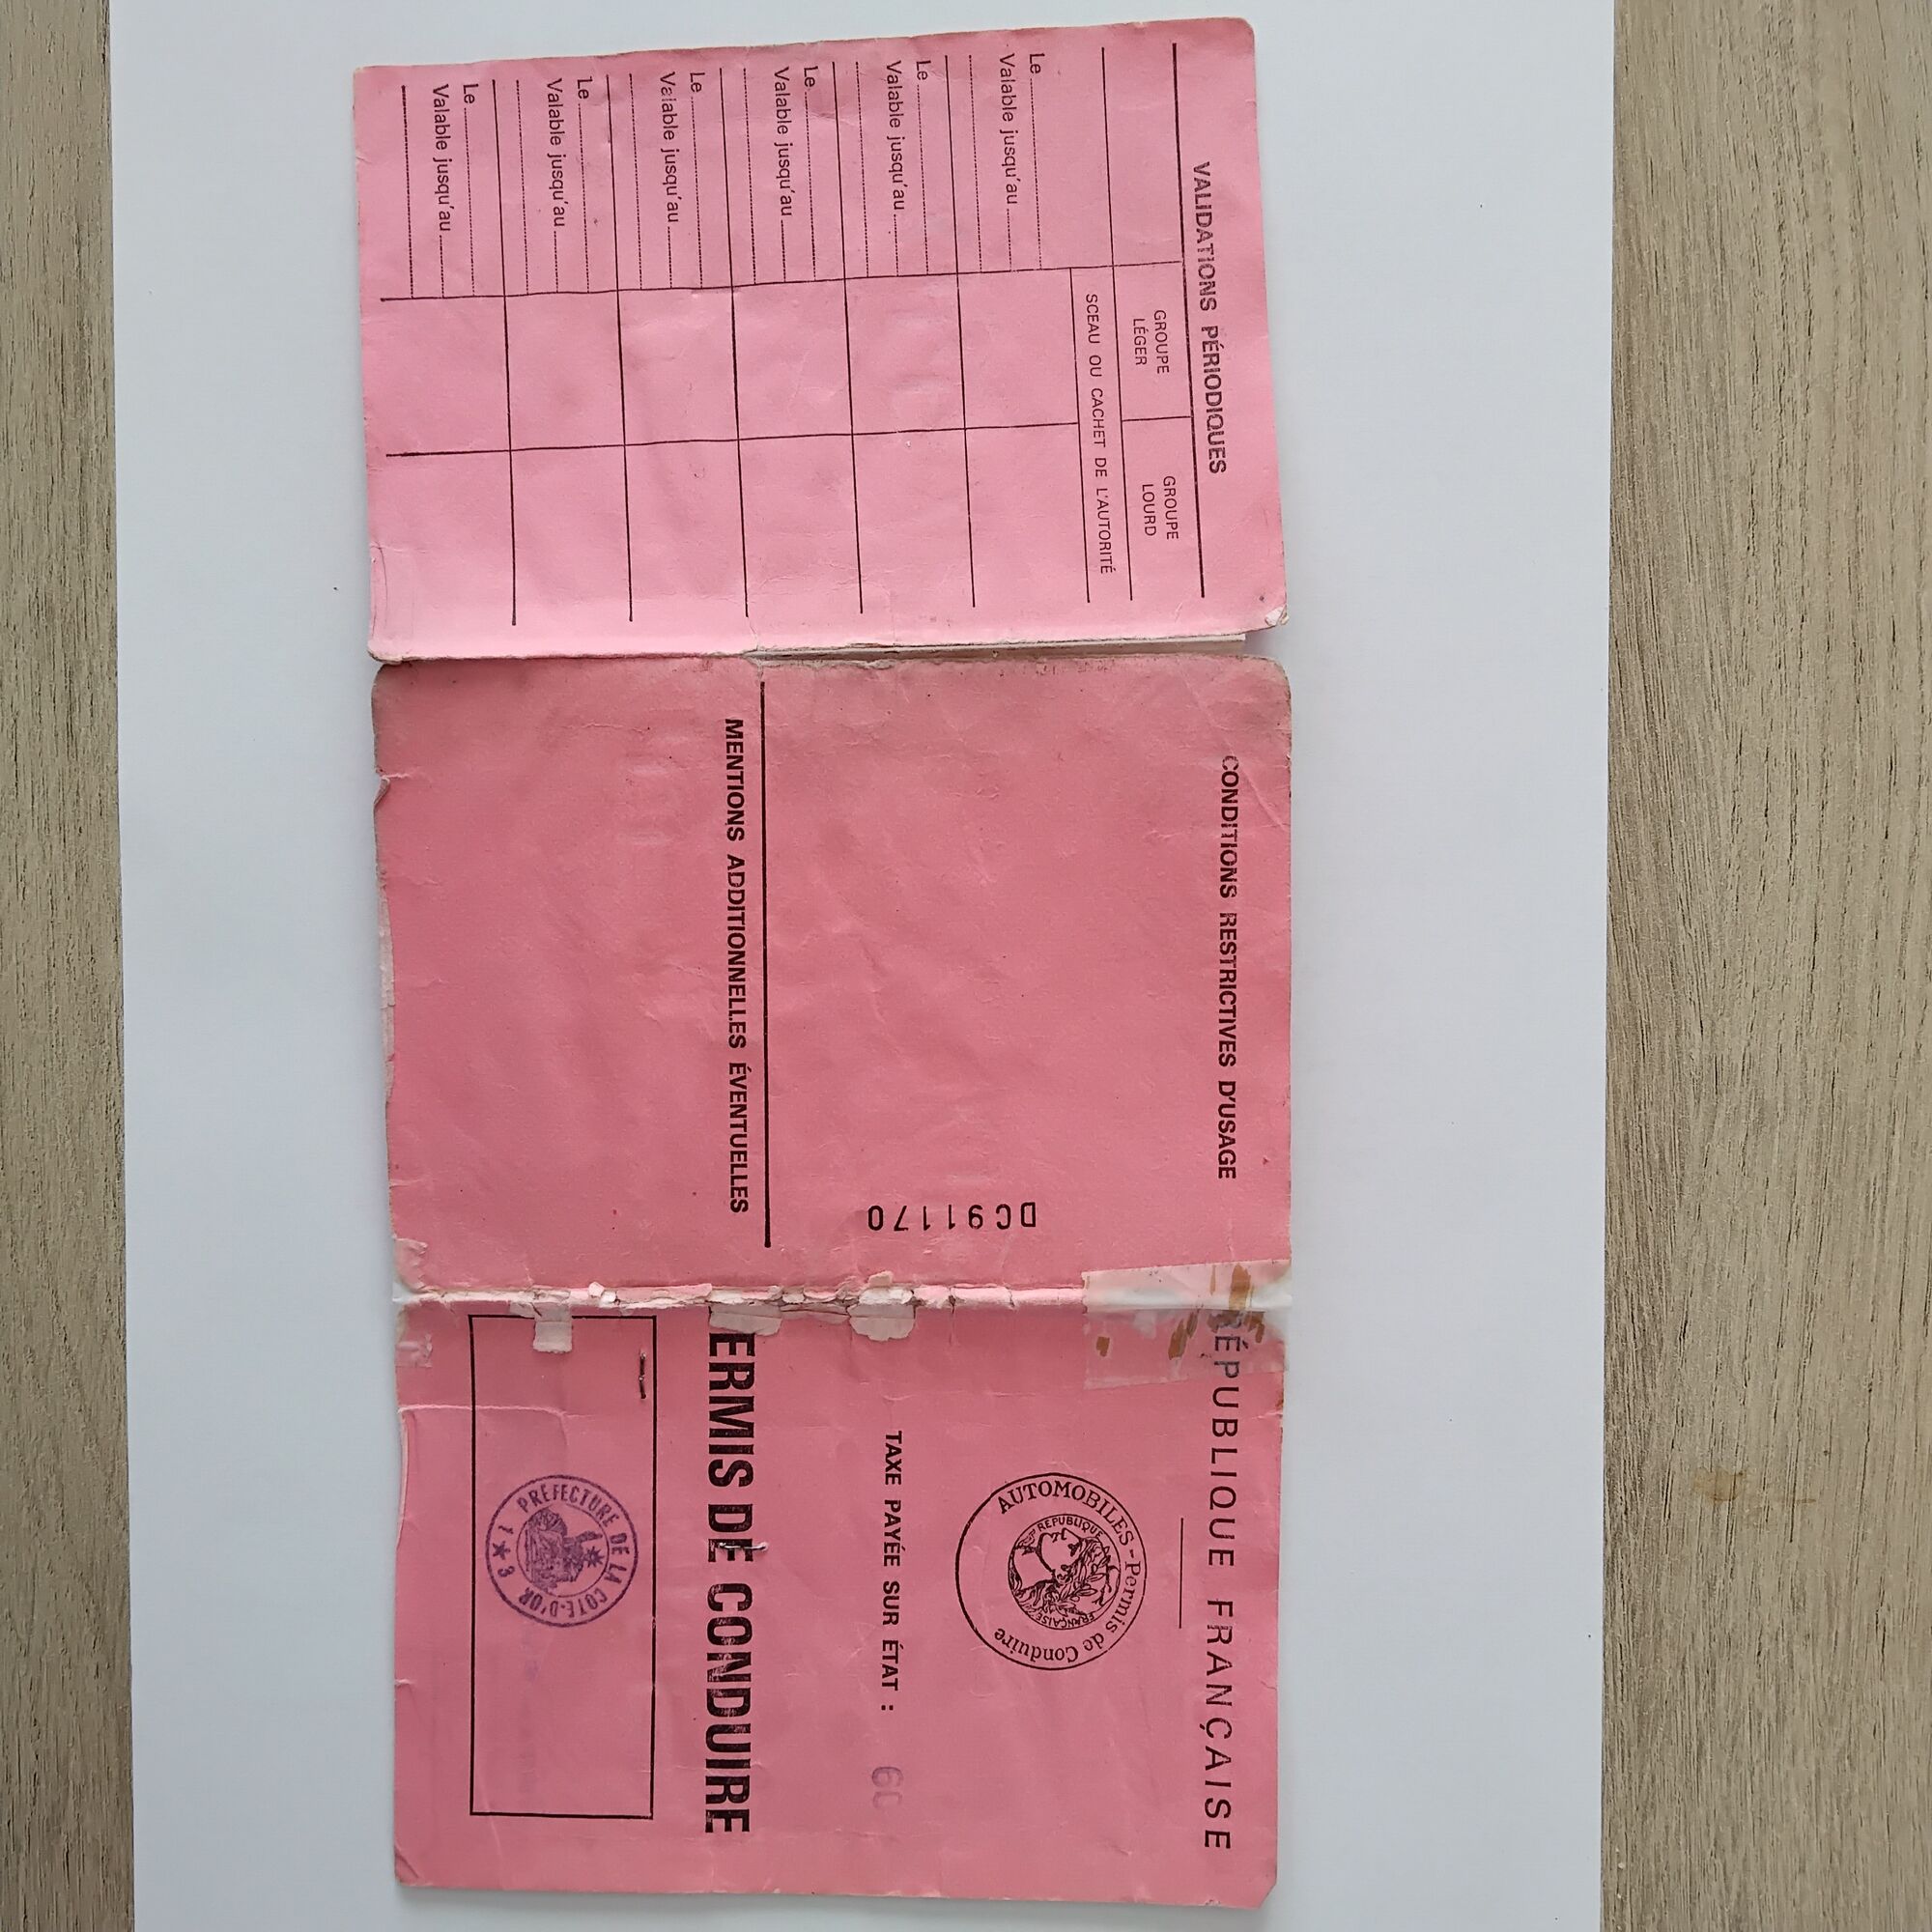 VALIDATIONS PÉRIODIQUES
GROUPE LÉGER
GROUPE LOURD
SCEAU OU CACHET DE L'AUTORITÉ
Le
Valable jusqu'au
Le
Valable jusqu'au
Le
Valable jusqu'au
Le
Valable jusqu'au
Le
Valable jusqu'au
Le
Valable jusqu'au
CONDITIONS RESTRICTIVES D'USAGE
DC91170
MENTIONS ADDITIONNELLES ÉVENTUELLES
RÉPUBLIQUE FRANÇAISE
AUTOMOBILES - Permis de Conduire
REPUBLIQUE FRANÇAISE
TAXE PAYÉE SUR ÉTAT :
ERMIS DE CONDUIRE
PREFECTURE DE LA COTE-D'OR